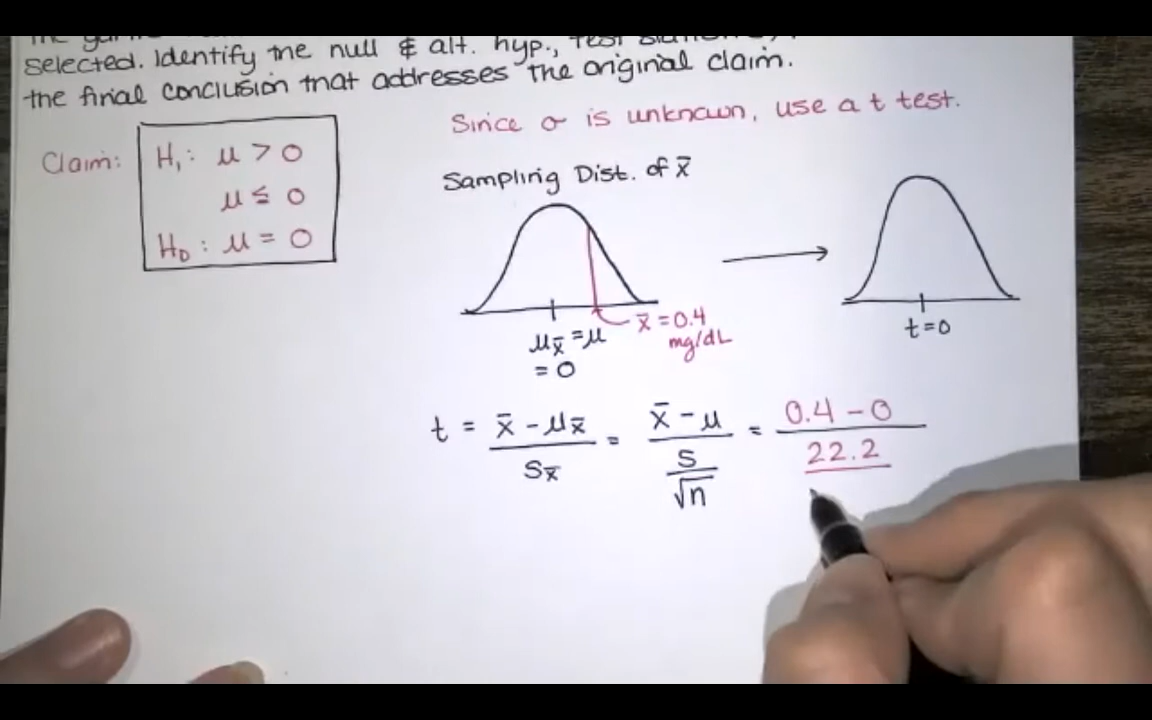 selected. Identify the null & alt. hyp., test
the final conclusion that addresses the original claim.
Since σ is unknown, use a t test.
Claim: H₁: μ > 0
μ ≤ 0
H₀: μ = 0
Sampling Dist. of x̄
μx̄ = μ
= 0
x̄ = 0.4
mg/dL
t=0
t = x̄ - μx̄ / sx̄ = x̄ - μ / s/√n = 0.4 - 0 / 22.2